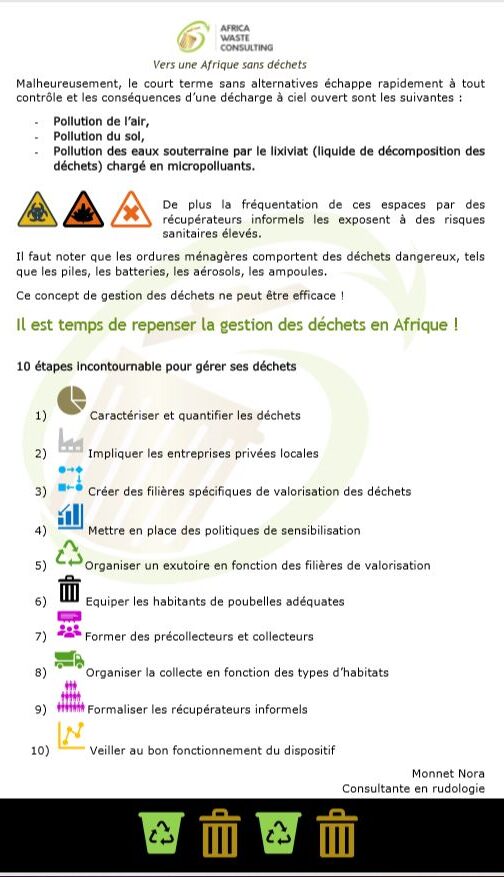 AFRICA
WASTE
CONSULTING
Vers une Afrique sans déchets
Malheureusement, le court terme sans alternatives échappe rapidement à tout
contrôle et les conséquences d’une décharge à ciel ouvert sont les suivantes :
- Pollution de l’air,
- Pollution du sol,
- Pollution des eaux souterraine par le lixiviat (liquide de décomposition des
déchets) chargé en micropolluants.
De plus la fréquentation de ces espaces par des
récupérateurs informels les exposent à des risques
sanitaires élevés.
Il faut noter que les ordures ménagères comportent des déchets dangereux, tels
que les piles, les batteries, les aérosols, les ampoules.
Ce concept de gestion des déchets ne peut être efficace !
Il est temps de repenser la gestion des déchets en Afrique !
10 étapes incontournable pour gérer ses déchets
1) Caractériser et quantifier les déchets
2) Impliquer les entreprises privées locales
3) Créer des filières spécifiques de valorisation des déchets
4) Mettre en place des politiques de sensibilisation
5) Organiser un exutoire en fonction des filières de valorisation
6) Equiper les habitants de poubelles adéquates
7) Former des précollecteurs et collecteurs
8) Organiser la collecte en fonction des types d’habitats
9) Formaliser les récupérateurs informels
10) Veiller au bon fonctionnement du dispositif
Monnet Nora
Consultante en rudologie